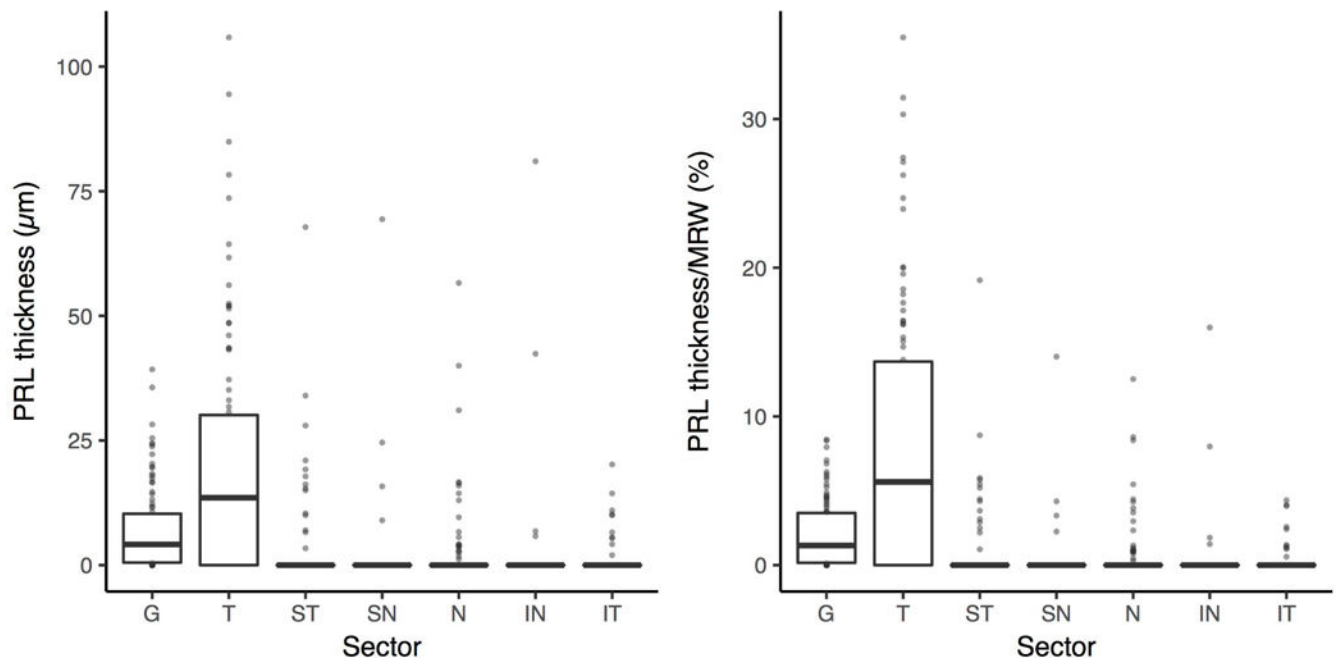 PRL thickness (µm)
100
75
50
25
0
G T ST SN N IN IT
Sector
PRL thickness/MRW (%)
30
20
10
0
G T ST SN N IN IT
Sector